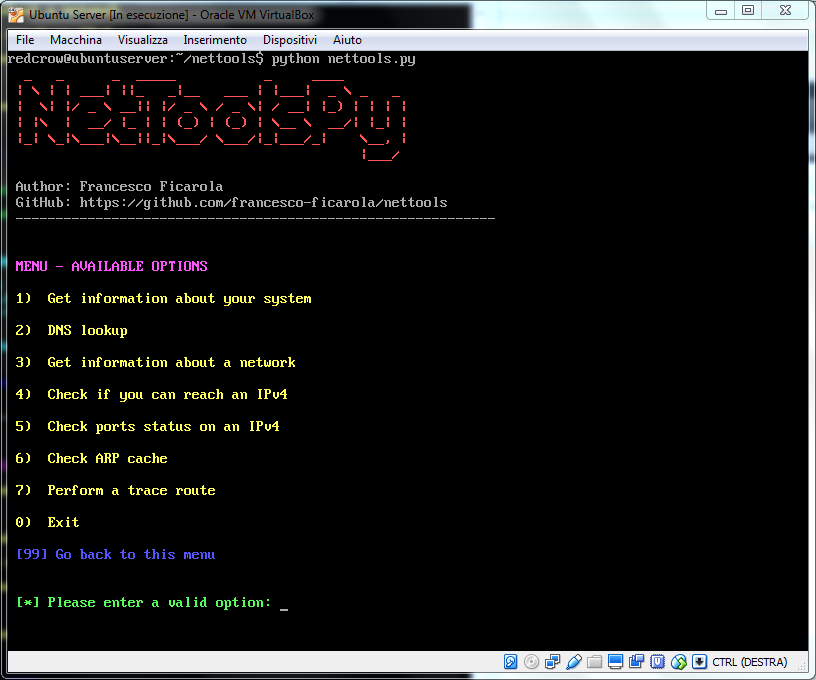 Ubuntu Server [In esecuzione] - Oracle VM VirtualBox
File Macchina Visualizza Inserimento Dispositivi Aiuto
redcrow@ubuntuserver:~/nettools$ python nettools.py
NetTools.Py
Author: Francesco Ficarola
GitHub: https://github.com/francesco-ficarola/nettools
------------------------------------------------------------
MENU - AVAILABLE OPTIONS
1) Get information about your system
2) DNS lookup
3) Get information about a network
4) Check if you can reach an IPv4
5) Check ports status on an IPv4
6) Check ARP cache
7) Perform a trace route
0) Exit
[99] Go back to this menu
[*] Please enter a valid option: _
CTRL (DESTRA)